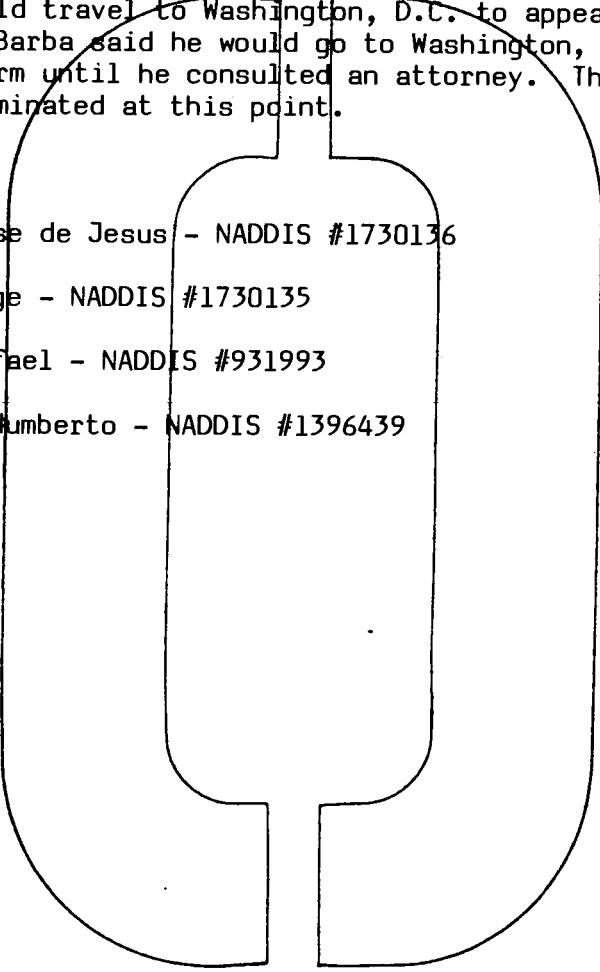 ld travel to Washington, D.C. to appea
Barba said he would go to Washington,
rm until he consulted an attorney. Th
minated at this point.
se de Jesus - NADDIS #1730136
ge - NADDIS #1730135
fael - NADDIS #931993
Humberto - NADDIS #1396439